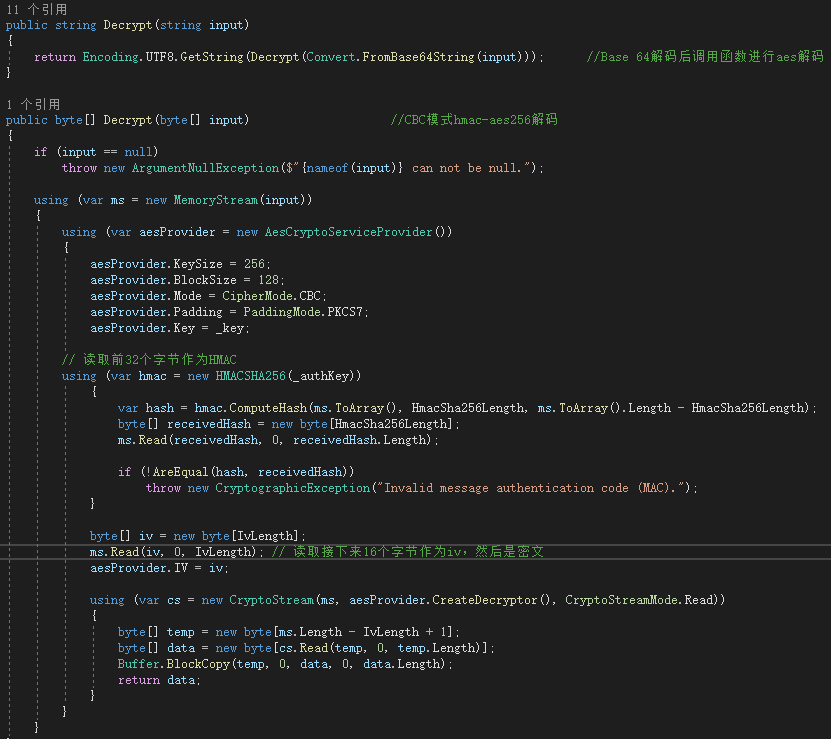 11 个引用
public string Decrypt(string input)
{
    return Encoding.UTF8.GetString(Decrypt(Convert.FromBase64String(input)));      //Base 64解码后调用函数进行aes解码
}

1 个引用
public byte[] Decrypt(byte[] input)                    //CBC模式hmac-aes256解码
{
    if (input == null)
        throw new ArgumentNullException($"{nameof(input)} can not be null.");

    using (var ms = new MemoryStream(input))
    {
        using (var aesProvider = new AesCryptoServiceProvider())
        {
            aesProvider.KeySize = 256;
            aesProvider.BlockSize = 128;
            aesProvider.Mode = CipherMode.CBC;
            aesProvider.Padding = PaddingMode.PKCS7;
            aesProvider.Key = _key;

        // 读取前32个字节作为HMAC
        using (var hmac = new HMACSHA256(_authKey))
            {
                var hash = hmac.ComputeHash(ms.ToArray(), HmacSha256Length, ms.ToArray().Length - HmacSha256Length);
                byte[] receivedHash = new byte[HmacSha256Length];
                ms.Read(receivedHash, 0, receivedHash.Length);

                if (!AreEqual(hash, receivedHash))
                    throw new CryptographicException("Invalid message authentication code (MAC).");
            }

            byte[] iv = new byte[IvLength];
            ms.Read(iv, 0, IvLength); // 读取接下来16个字节作为iv，然后是密文
            aesProvider.IV = iv;

            using (var cs = new CryptoStream(ms, aesProvider.CreateDecryptor(), CryptoStreamMode.Read))
            {
                byte[] temp = new byte[ms.Length - IvLength + 1];
                byte[] data = new byte[cs.Read(temp, 0, temp.Length)];
                Buffer.BlockCopy(temp, 0, data, 0, data.Length);
                return data;
            }
        }
    }